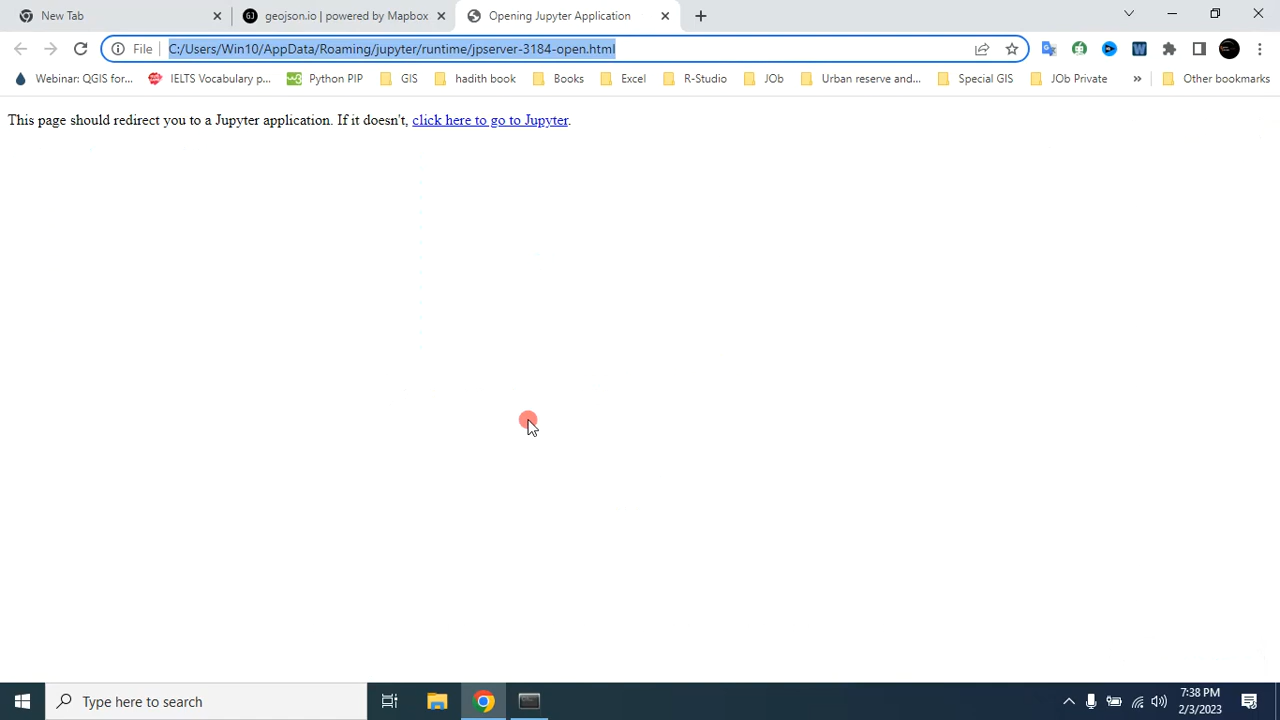 New Tab
GJ
geojson.io | powered by Mapbox
Opening Jupyter Application
File
C:/Users/Win10/AppData/Roaming/jupyter/runtime/jpserver-3184-open.html
W
Webinar: QGIS for...
IELTS Vocabulary p...
Python PIP
GIS
hadith book
Books
Excel
R-Studio
JOb
Urban reserve and...
Special GIS
JOb Private
»
Other bookmarks
This page should redirect you to a Jupyter application. If it doesn't, click here to go to Jupyter.
Type here to search
7:38 PM
2/3/2023